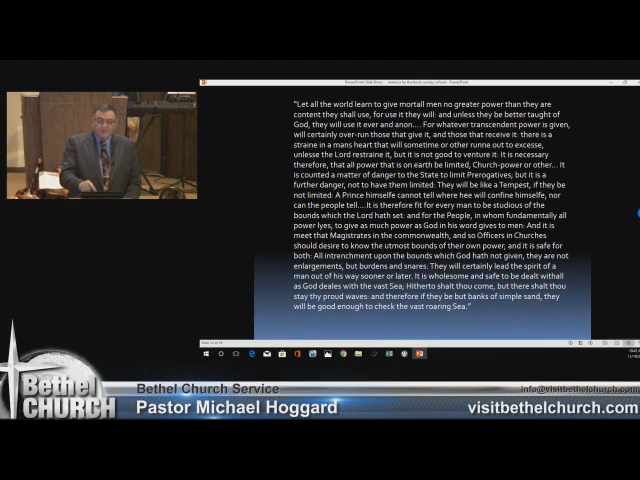 "Let all the world learn to give mortall men no greater power than they are
content they shall use, for use it they will: and unless they be better taught of
God, they will use it ever and anon.... For whatever transcendent power is given,
will certainly over-run those that give it, and those that receive it: there is a
straine in a mans heart that will sometime or other runne out to excesse,
unlesse the Lord restraine it, but it is not good to venture it: It is necessary
therefore, that all power that is on earth be limited, Church-power or other... It
is counted a matter of danger to the State to limit Prerogatives; but it is a
further danger, not to have them limited: They will be like a Tempest, if they be
not limited: A Prince himselfe cannot tell where hee will confine himselfe, nor
can the people tell....It is therefore fit for every man to be studious of the
bounds which the Lord hath set: and for the People, in whom fundamentally all
power lyes, to give as much power as God in his word gives to men: And it is
meet that Magistrates in the commonwealth, and so Officers in Churches
should desire to know the utmost bounds of their own power, and it is safe for
both: All intrenchment upon the bounds which God hath not given, they are not
enlargements, but burdens and snares: They will certainly lead the spirit of a
man out of his way sooner or later. It is wholesome and safe to be dealt withall
as God deales with the vast Sea; Hitherto shalt thou come, but there shalt thou
stay thy proud waves: and therefore if they be but banks of simple sand, they
will be good enough to check the vast roaring Sea."
Bethel
CHURCH
Bethel Church Service
info@visitbethelchurch.com
Pastor Michael Hoggard
visitbethelchurch.com